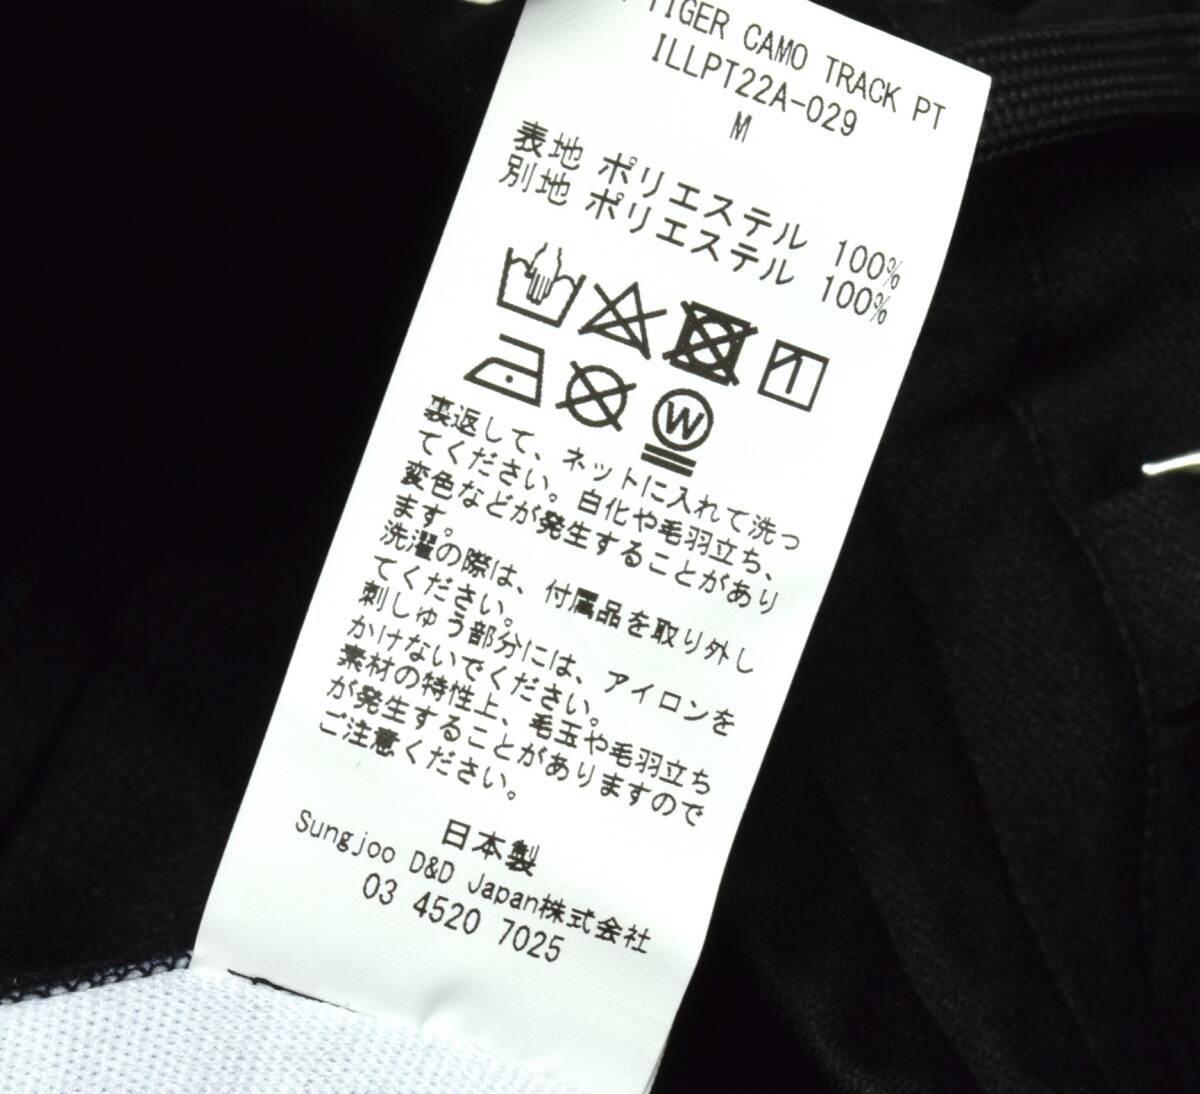 TIGER CAMO TRACK PT
ILLPT22A-029
M
表地 ポリエステル 100%
別地 ポリエステル 100%
W
裏返して、ネットに入れて洗っ
てください。白化や毛羽立ち、
変色などが発生することがあり
ます。
洗濯の際は、付属品を取り外し
てください。
刺しゅう部分には、アイロンを
かけないでください。
素材の特性上、毛玉や毛羽立ち
が発生することがありますので
ご注意ください。
日本製
Sungjoo D&D Japan株式会社
03 4520 7025